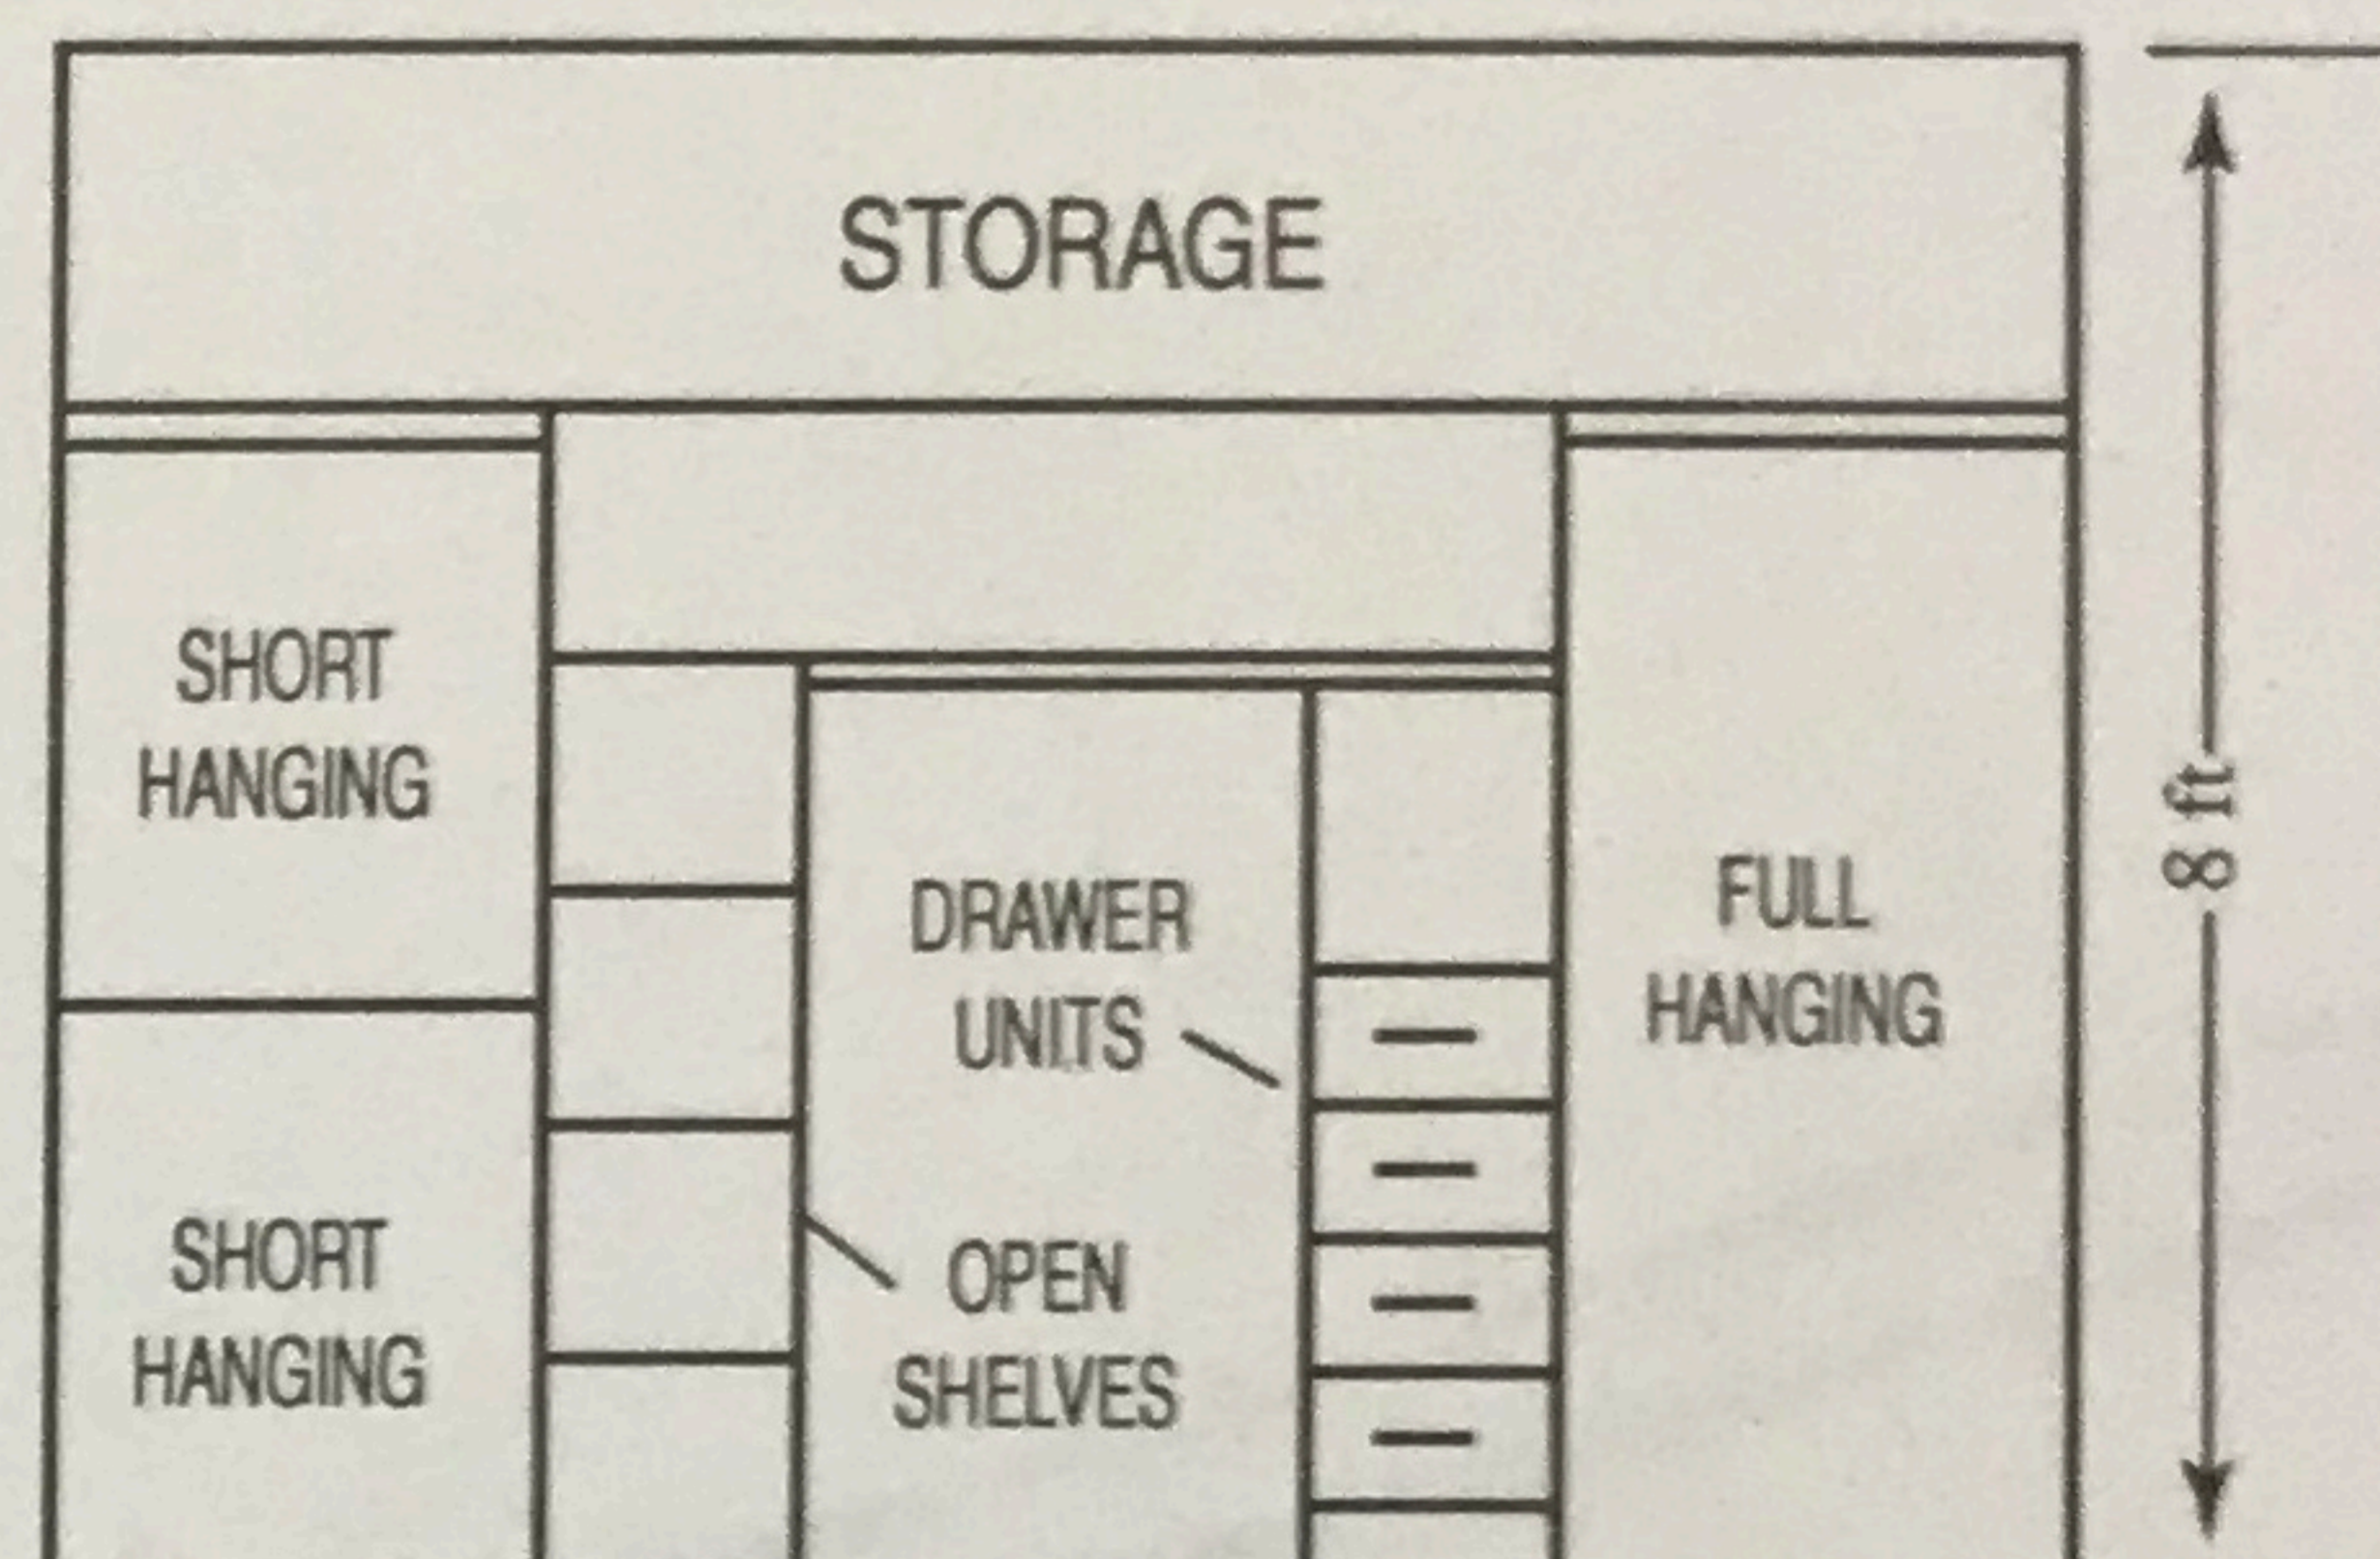 STORAGE
SHORT
HANGING
DRAWER
UNITS
FULL
HANGING
8 ft
SHORT
HANGING
OPEN
SHELVES